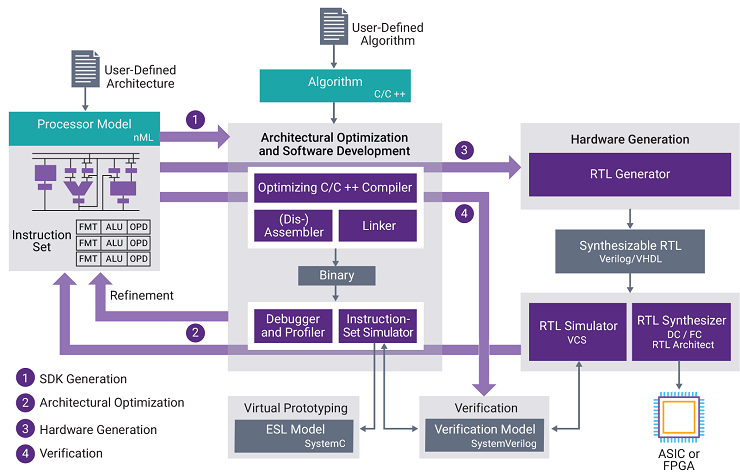 User-Defined
Algorithm
User-Defined
Architecture
Algorithm
C/C ++
Processor Model
nML
1
Architectural Optimization
and Software Development
Hardware Generation
3
Optimizing C/C ++ Compiler
RTL Generator
4
(Dis-)
Assembler
Linker
Instruction
Set
FMT ALU OPD
FMT ALU OPD
FMT ALU OPD
Synthesizable RTL
Verilog/VHDL
Binary
Refinement
Debugger
and Profiler
Instruction-
Set Simulator
2
RTL Simulator
VCS
RTL Synthesizer
DC / FC
RTL Architect
1 SDK Generation
2 Architectural Optimization
3 Hardware Generation
4 Verification
Virtual Prototyping
ESL Model
SystemC
Verification
Verification Model
SystemVerilog
ASIC or
FPGA